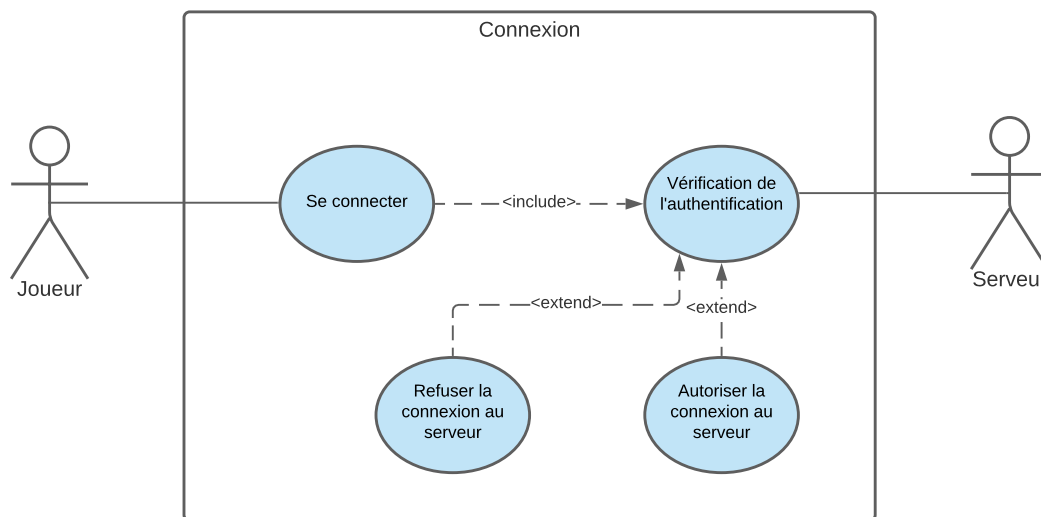 Connexion
Se connecter
<include>
Vérification de
l'authentification
Joueur
Serveu
<extend>
<extend>
Refuser la
connexion au
serveur
Autoriser la
connexion au
serveur